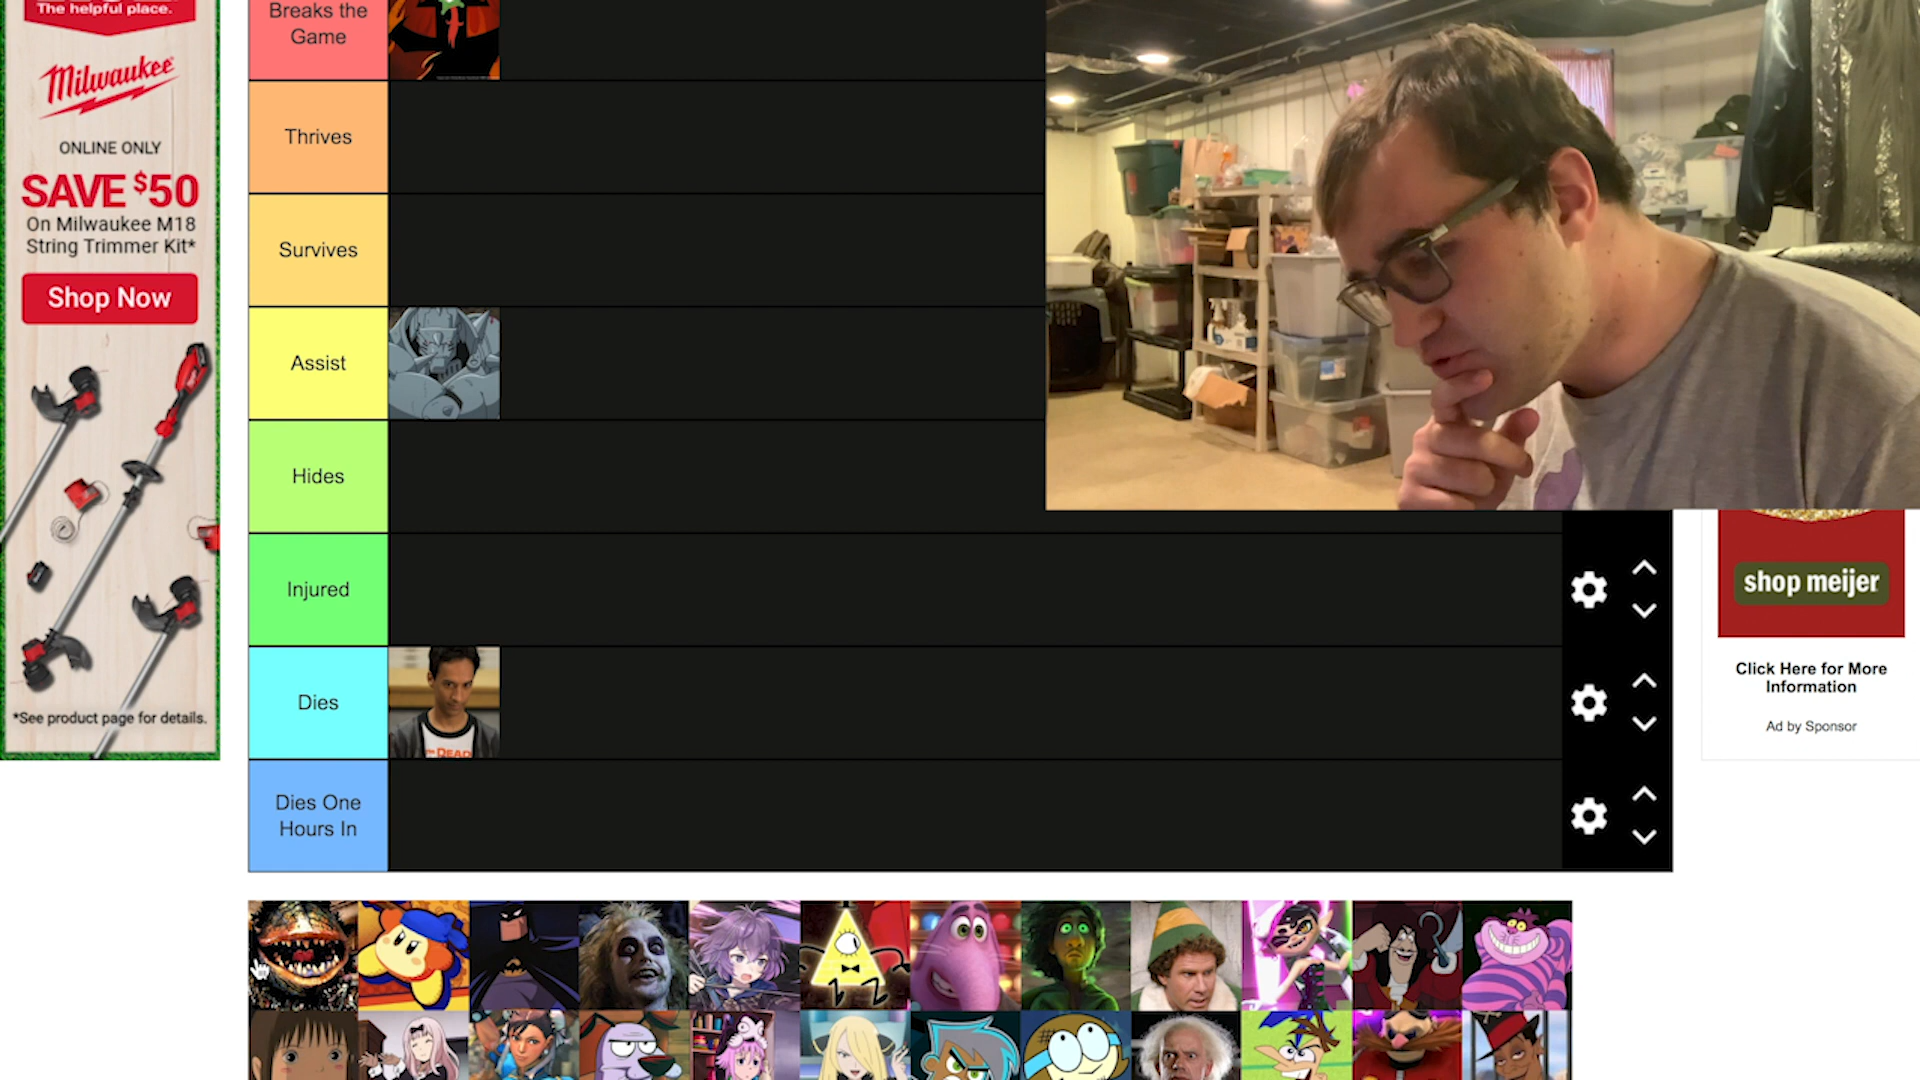 The helpful place.
Milwaukee
ONLINE ONLY
SAVE $50
On Milwaukee M18
String Trimmer Kit*
Shop Now
*See product page for details.
Breaks the
Game
Thrives
Survives
Assist
Hides
Injured
Dies
Dies One
Hours In
DEAD
shop meijer
Click Here for More
Information
Ad by Sponsor